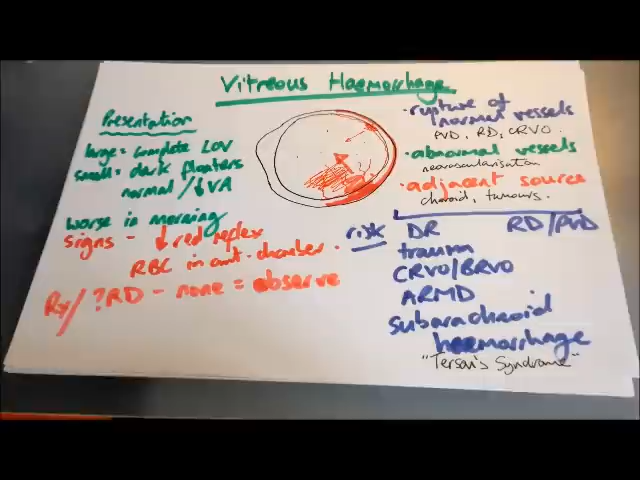 Vitreous Haemorrhage
Presentation
large = complete LOV
small = dark floaters
normal / ↓VA
worse in morning
signs - ↓ red reflex
RBC in ant. chamber.
Rx/ ?RD - none = observe
· rupture of normal vessels
PVD, RD, CRVO.
· abnormal vessels
neovascularisation
· adjacent source
choroid, tumours.
risk DR RD/PVD
trauma
CRVO/BRVO
ARMD
subarachnoid
haemorrhage
"Terson's Syndrome"